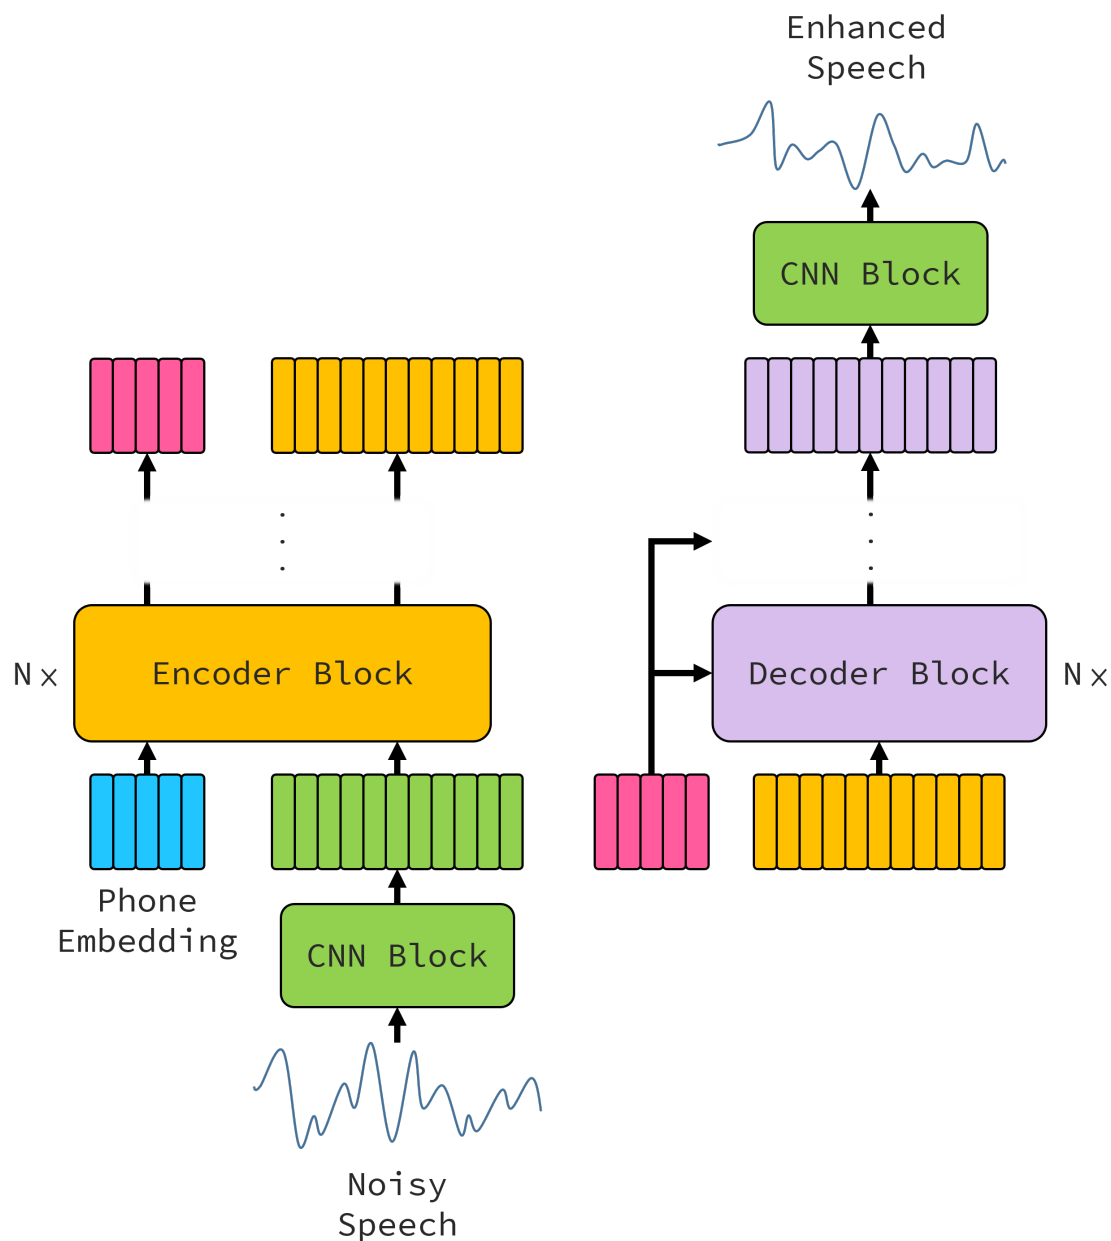 Enhanced
Speech
CNN Block
N × Encoder Block
Decoder Block N ×
Phone
Embedding
CNN Block
Noisy
Speech